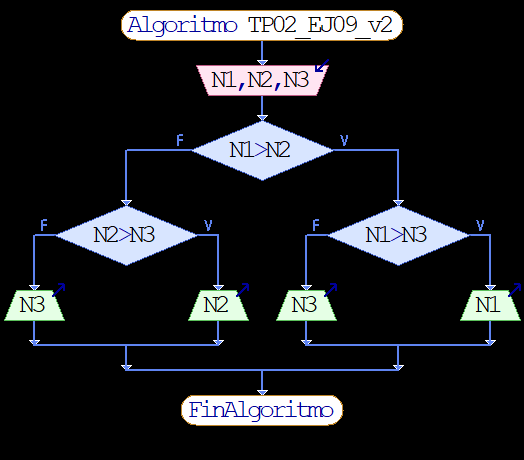 Algoritmo TP02_EJ09_v2
N1,N2,N3
N1>N2
F
V
N2>N3
F
V
N1>N3
F
V
N3
N2
N3
N1
FinAlgoritmo